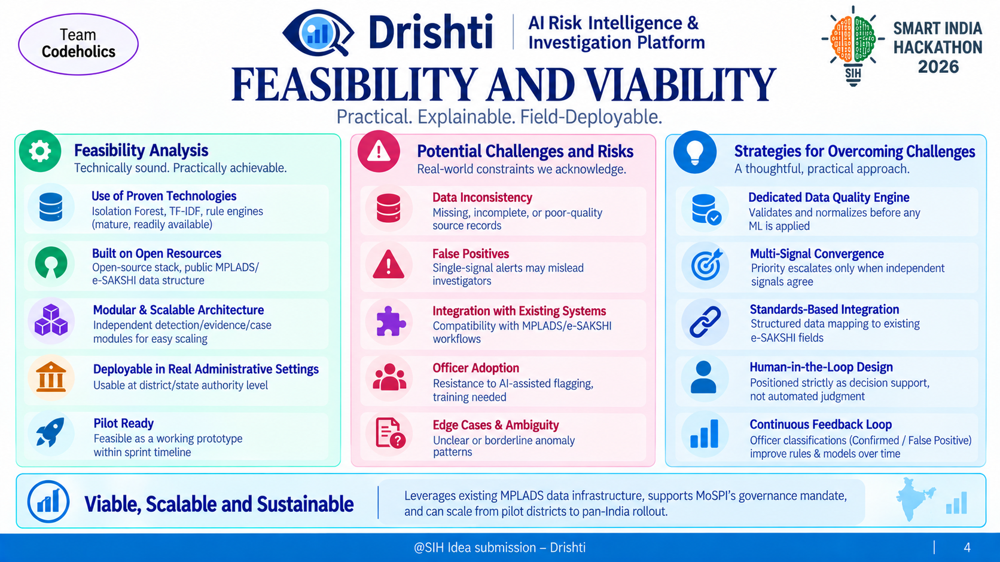 Team
Codeholics
Drishti
AI Risk Intelligence &
Investigation Platform
SIH
SMART INDIA
HACKATHON
2026
FEASIBILITY AND VIABILITY
Practical. Explainable. Field-Deployable.
Feasibility Analysis
Technically sound. Practically achievable.
Use of Proven Technologies
Isolation Forest, TF-IDF, rule engines
(mature, readily available)
Built on Open Resources
Open-source stack, public MPLADS/
e-SAKSHI data structure
Modular & Scalable Architecture
Independent detection/evidence/case
modules for easy scaling
Deployable in Real Administrative Settings
Usable at district/state authority level
Pilot Ready
Feasible as a working prototype
within sprint timeline
Potential Challenges and Risks
Real-world constraints we acknowledge.
Data Inconsistency
Missing, incomplete, or poor-quality
source records
False Positives
Single-signal alerts may mislead
investigators
Integration with Existing Systems
Compatibility with MPLADS/e-SAKSHI
workflows
Officer Adoption
Resistance to AI-assisted flagging,
training needed
Edge Cases & Ambiguity
Unclear or borderline anomaly
patterns
Strategies for Overcoming Challenges
A thoughtful, practical approach.
Dedicated Data Quality Engine
Validates and normalizes before any
ML is applied
Multi-Signal Convergence
Priority escalates only when independent
signals agree
Standards-Based Integration
Structured data mapping to existing
e-SAKSHI fields
Human-in-the-Loop Design
Positioned strictly as decision support,
not automated judgment
Continuous Feedback Loop
Officer classifications (Confirmed / False Positive)
improve rules & models over time
Viable, Scalable and Sustainable
Leverages existing MPLADS data infrastructure, supports MoSPI's governance mandate,
and can scale from pilot districts to pan-India rollout.
@SIH Idea submission – Drishti
4